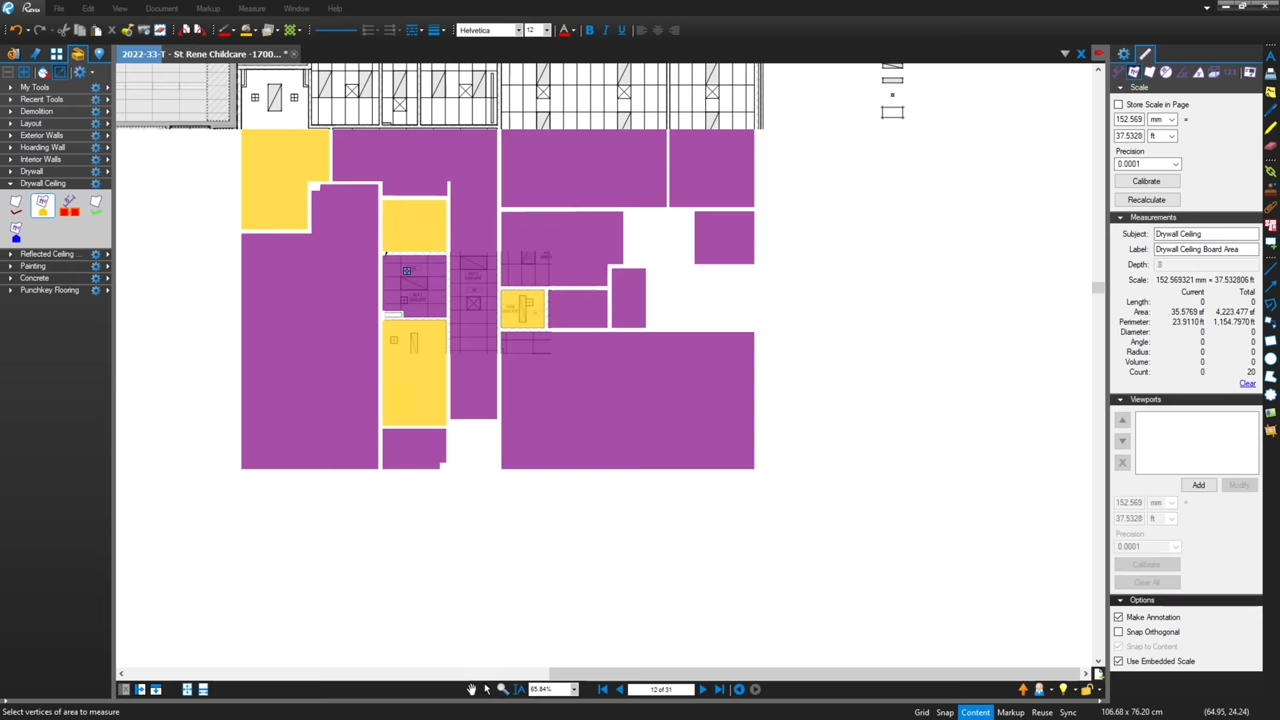 Revu File Edit View Document Markup Measure Window Help
Helvetica 12 A B I U
2022-33-T - St Rene Childcare -1700... *
My Tools
Recent Tools
Demolition
Layout
Exterior Walls
Hoarding Wall
Interior Walls
Drywall
Drywall Ceiling
Reflected Ceiling ...
Painting
Concrete
Punchkey Flooring
Scale
Store Scale in Page
152.569 mm =
37.5328 ft
Precision
0.0001
Calibrate
Recalculate
Measurements
Subject: Drywall Ceiling
Label: Drywall Ceiling Board Area
Depth:
Scale: 152.569321 mm = 37.532806 ft
Current Total
Length: 0 0
Area: 35.5769 sf 4,223.477 sf
Perimeter: 23.9110 ft 1,154.7970 ft
Diameter: 0 0
Angle: 0 0
Radius: 0 0
Volume: 0 0
Count: 0 20
Clear
Viewports
Add Modify
152.569 mm =
37.5328 ft
Precision
0.0001
Calibrate
Clear All
Options
Make Annotation
Snap Orthogonal
Snap to Content
Use Embedded Scale
65.84% 12 of 31
Select vertices of area to measure Grid Snap Content Markup Reuse Sync 106.68 x 76.20 cm (64.95, 24.24)